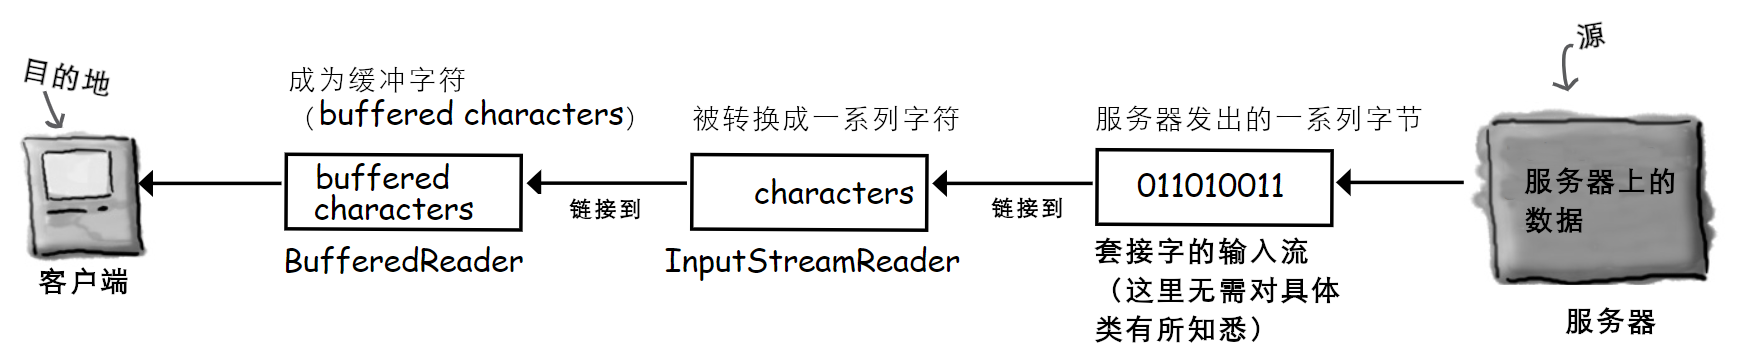 目的地
客户端
成为缓冲字符
（buffered characters）
buffered
characters
BufferedReader
链接到
被转换成一系列字符
characters
InputStreamReader
链接到
服务器发出的一系列字节
011010011
套接字的输入流
（这里无需对具体
类有所知悉）
源
服务器上的
数据
服务器